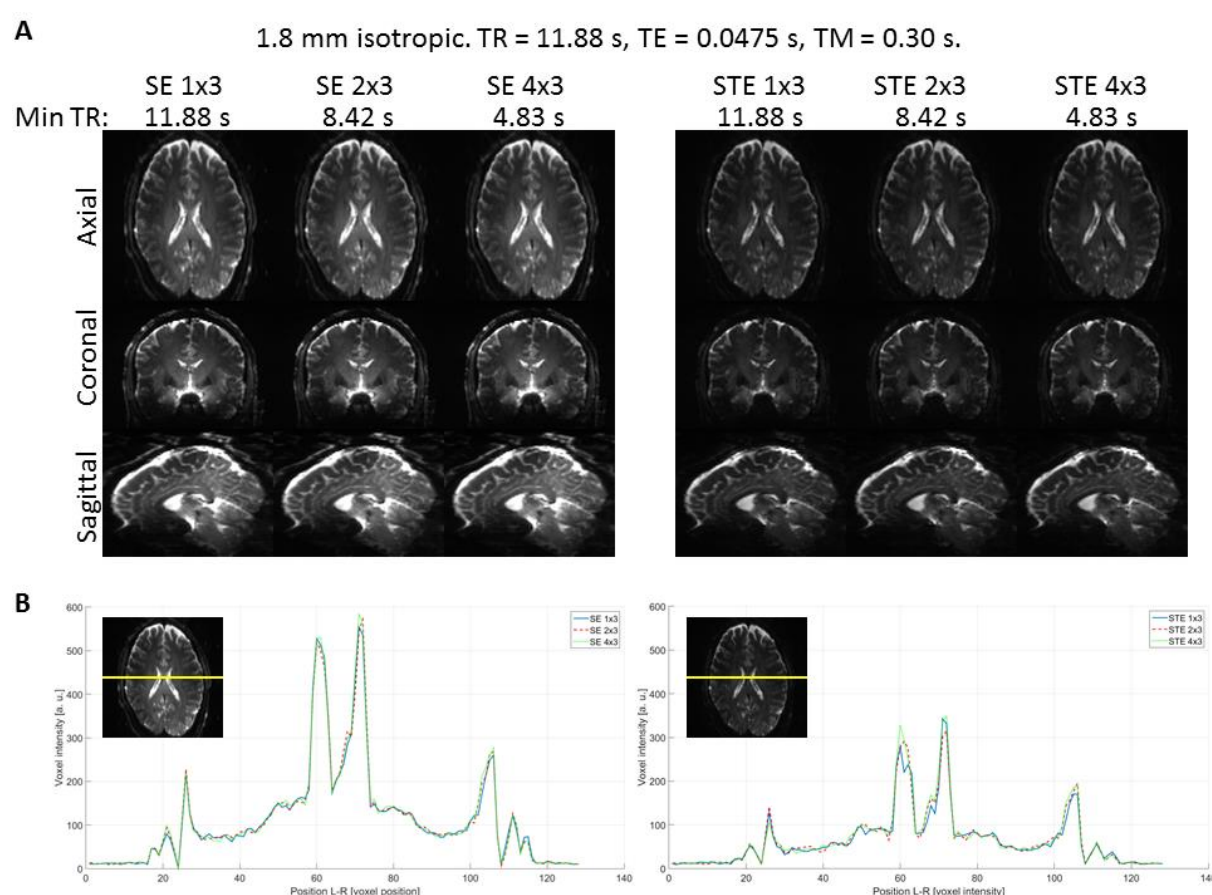 A
1.8 mm isotropic. TR = 11.88 s, TE = 0.0475 s, TM = 0.30 s.
SE 1x3 SE 2x3 SE 4x3 STE 1x3 STE 2x3 STE 4x3
Min TR: 11.88 s 8.42 s 4.83 s 11.88 s 8.42 s 4.83 s
Axial
Coronal
Sagittal
B
600
500
400
300
200
100
0
Voxel intensity [a. u.]
SE 1x3
SE 2x3
SE 4x3
0 20 40 60 80 100 120 140
Position L-R [voxel position]
600
500
400
300
200
100
0
Voxel intensity [a. u.]
STE 1x3
STE 2x3
STE 4x3
0 20 40 60 80 100 120 140
Position L-R [voxel intensity]